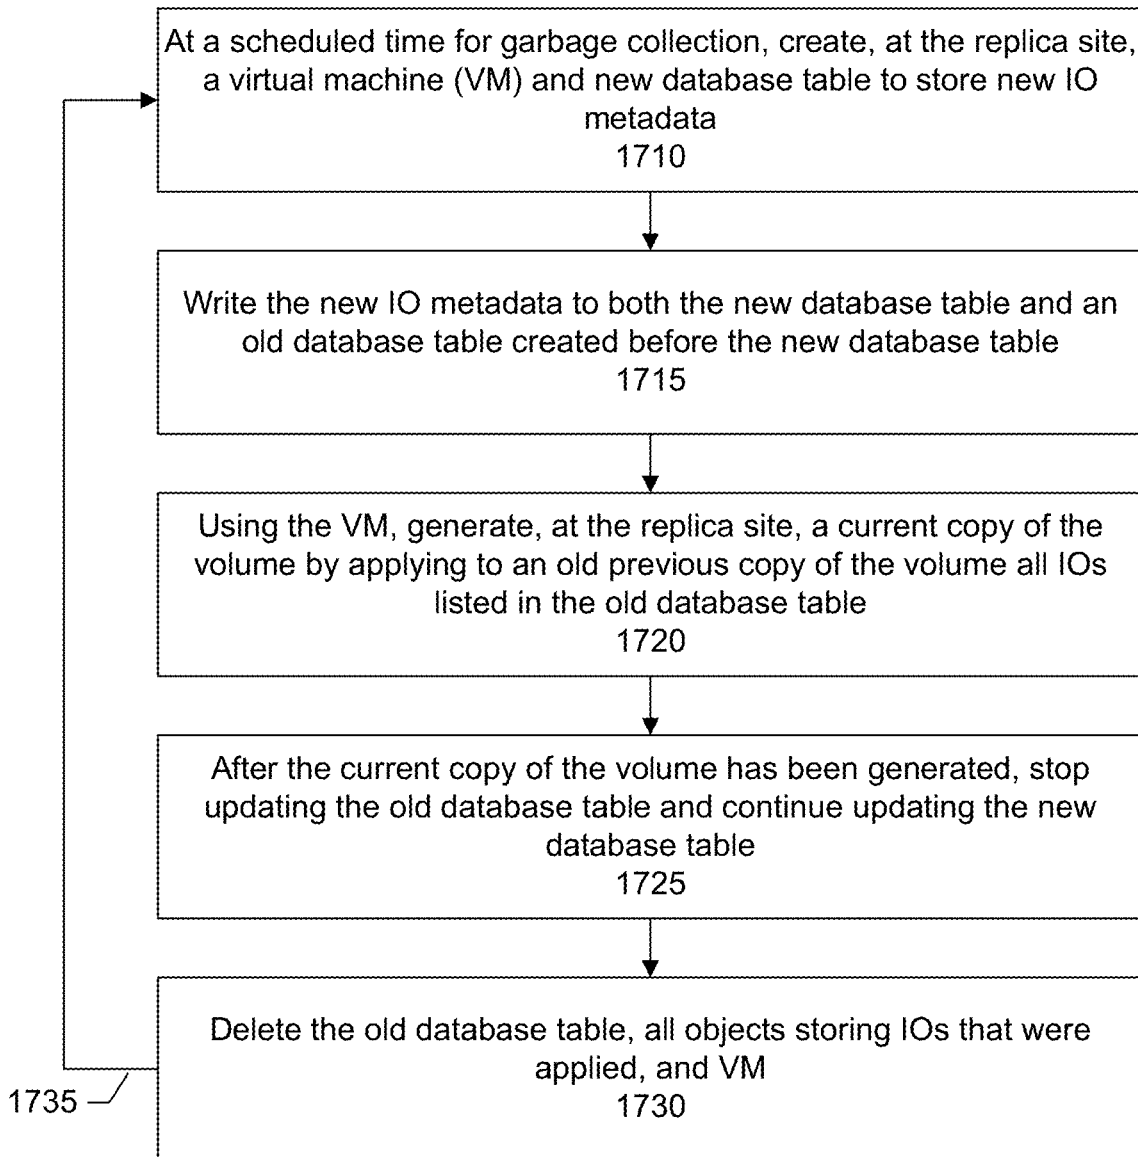 At a scheduled time for garbage collection, create, at the replica site,
a virtual machine (VM) and new database table to store new IO
metadata
1710
Write the new IO metadata to both the new database table and an
old database table created before the new database table
1715
Using the VM, generate, at the replica site, a current copy of the
volume by applying to an old previous copy of the volume all IOs
listed in the old database table
1720
After the current copy of the volume has been generated, stop
updating the old database table and continue updating the new
database table
1725
Delete the old database table, all objects storing IOs that were
applied, and VM
1730
1735